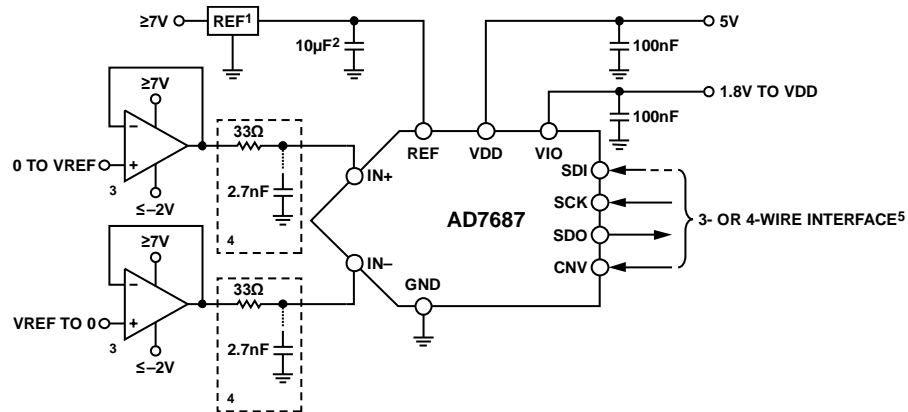 ≥7V
REF1
10µF2
5V
100nF
1.8V TO VDD
100nF
≥7V
–
+
0 TO VREF
3
≤–2V
33Ω
2.7nF
4
REF
VDD
VIO
IN+
IN–
AD7687
GND
SDI
SCK
SDO
CNV
3- OR 4-WIRE INTERFACE5
≥7V
–
+
VREF TO 0
3
≤–2V
33Ω
2.7nF
4